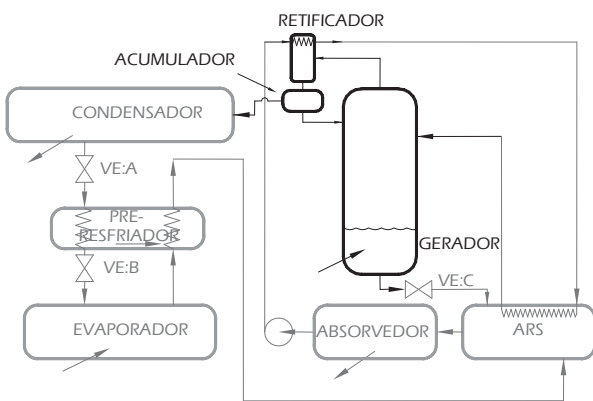 RETIFICADOR
ACUMULADOR
CONDENSADOR
VE:A
PRE-
RESFRIADOR
VE:B
GERADOR
VE:C
EVAPORADOR
ABSORVEDOR
ARS